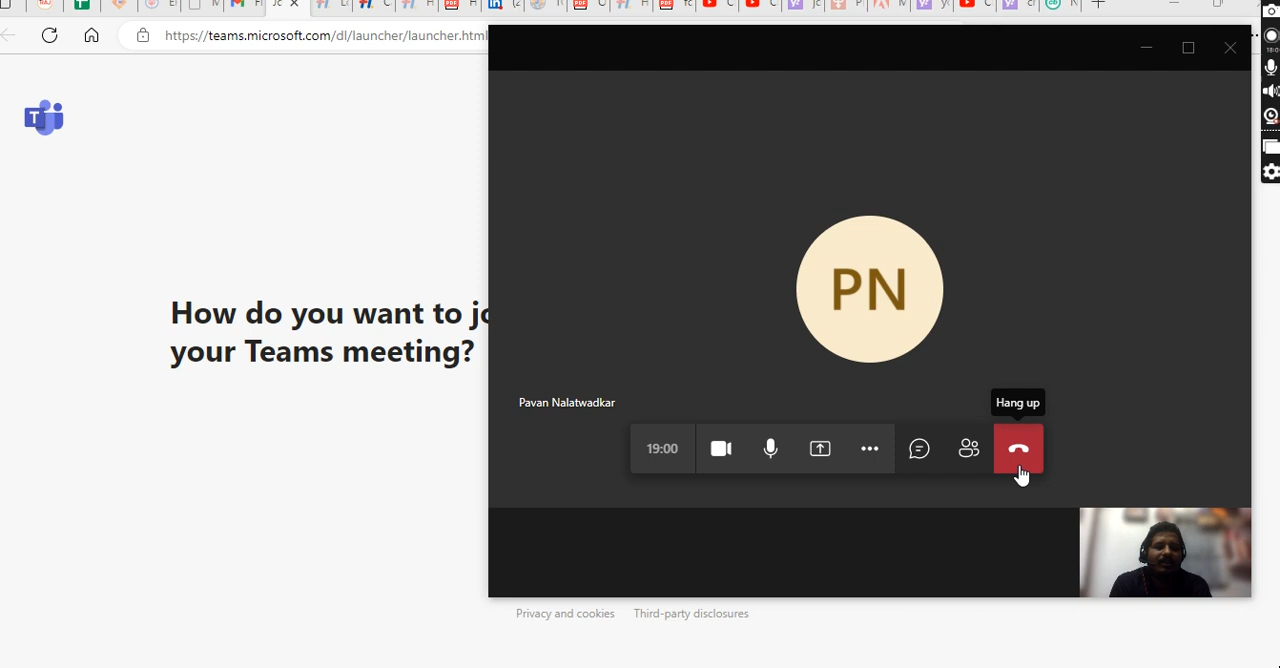 https://teams.microsoft.com/dl/launcher/launcher.html
T
How do you want to jo
your Teams meeting?
PN
Pavan Nalatwadkar
Hang up
19:00
Privacy and cookies
Third-party disclosures